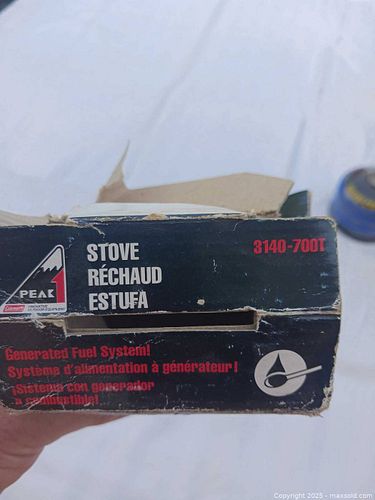 STOVE
RÉCHAUD
ESTUFA
3140-700T
PEAK 1
Coleman
Generated Fuel System!
Système d'alimentation à générateur!
¡Sistema con generador
a combustible!
Copyright 2025 - maxsold.com